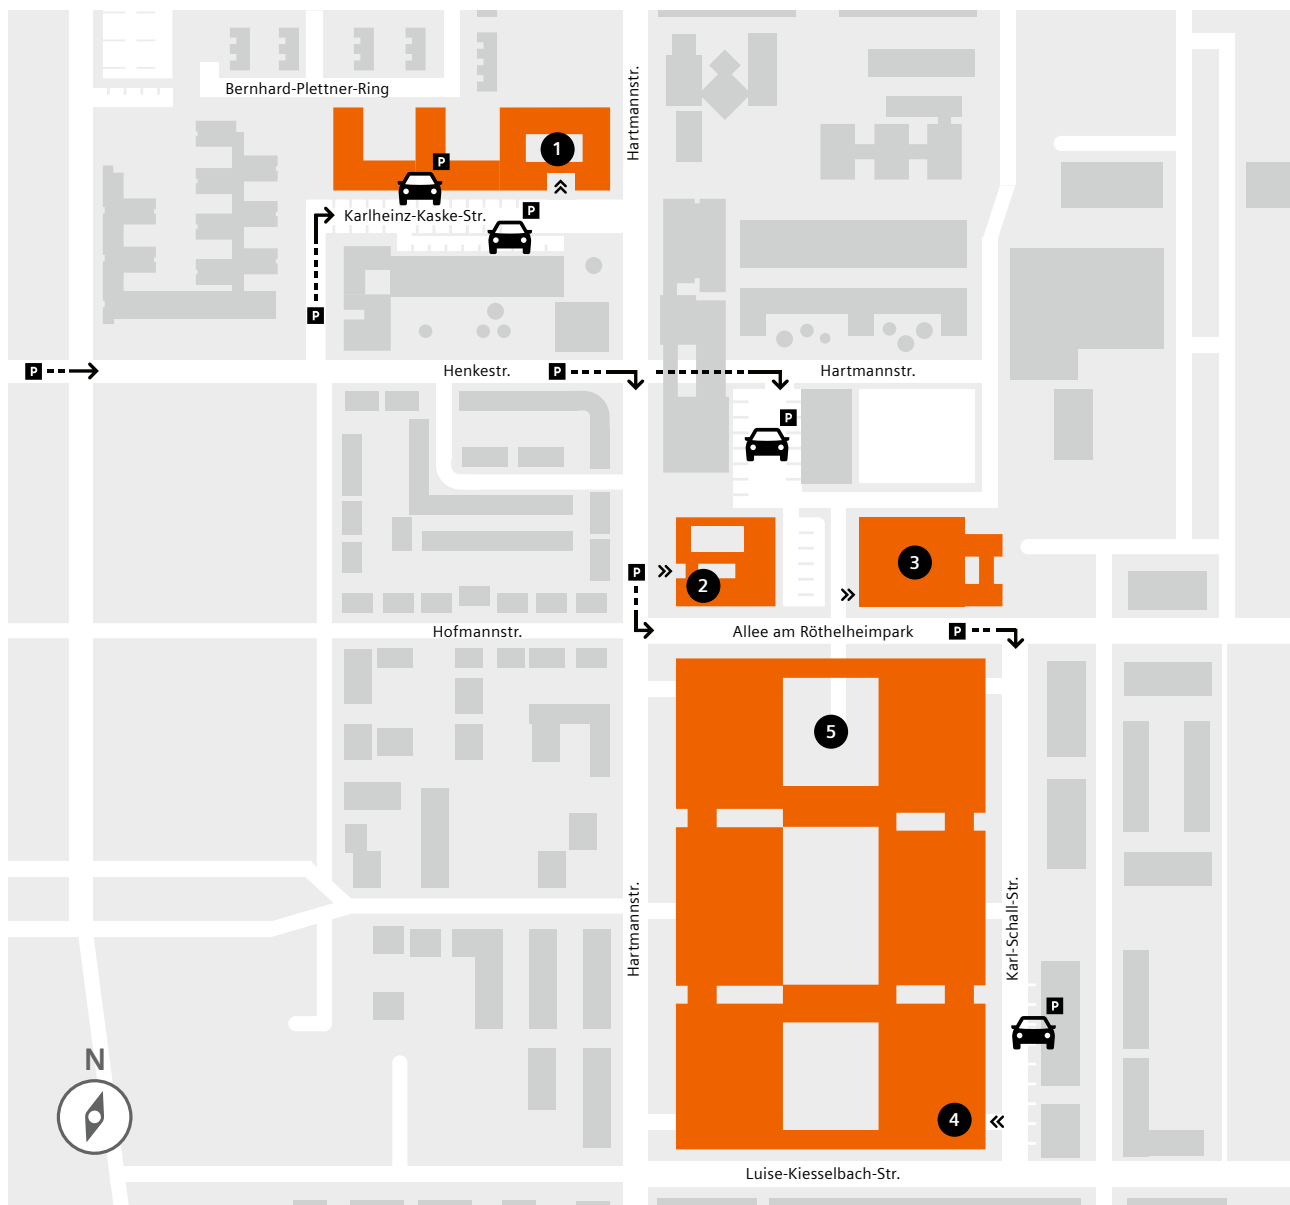 Bernhard-Plettner-Ring
Hartmannstr.
1
P
Karlheinz-Kaske-Str.
P
P
P
Henkestr.
P
Hartmannstr.
P
2
3
P
Hofmannstr.
Allee am Röthelheimpark
P
5
Hartmannstr.
Karl-Schall-Str.
P
N
4
Luise-Kiesselbach-Str.